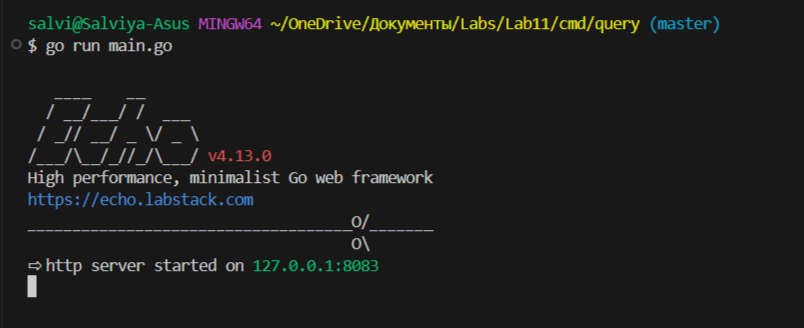 salvi@Salviya-Asus MINGW64 ~/OneDrive/Документы/Labs/Lab11/cmd/query (master)
$ go run main.go
   ____    __
  / __/___/ /  ___
 / _// __/ _ \/ _ \
/___/\__/_//_/\___/ v4.13.0
High performance, minimalist Go web framework
https://echo.labstack.com
____________________________________O/_______
                                    O\
⇨ http server started on 127.0.0.1:8083